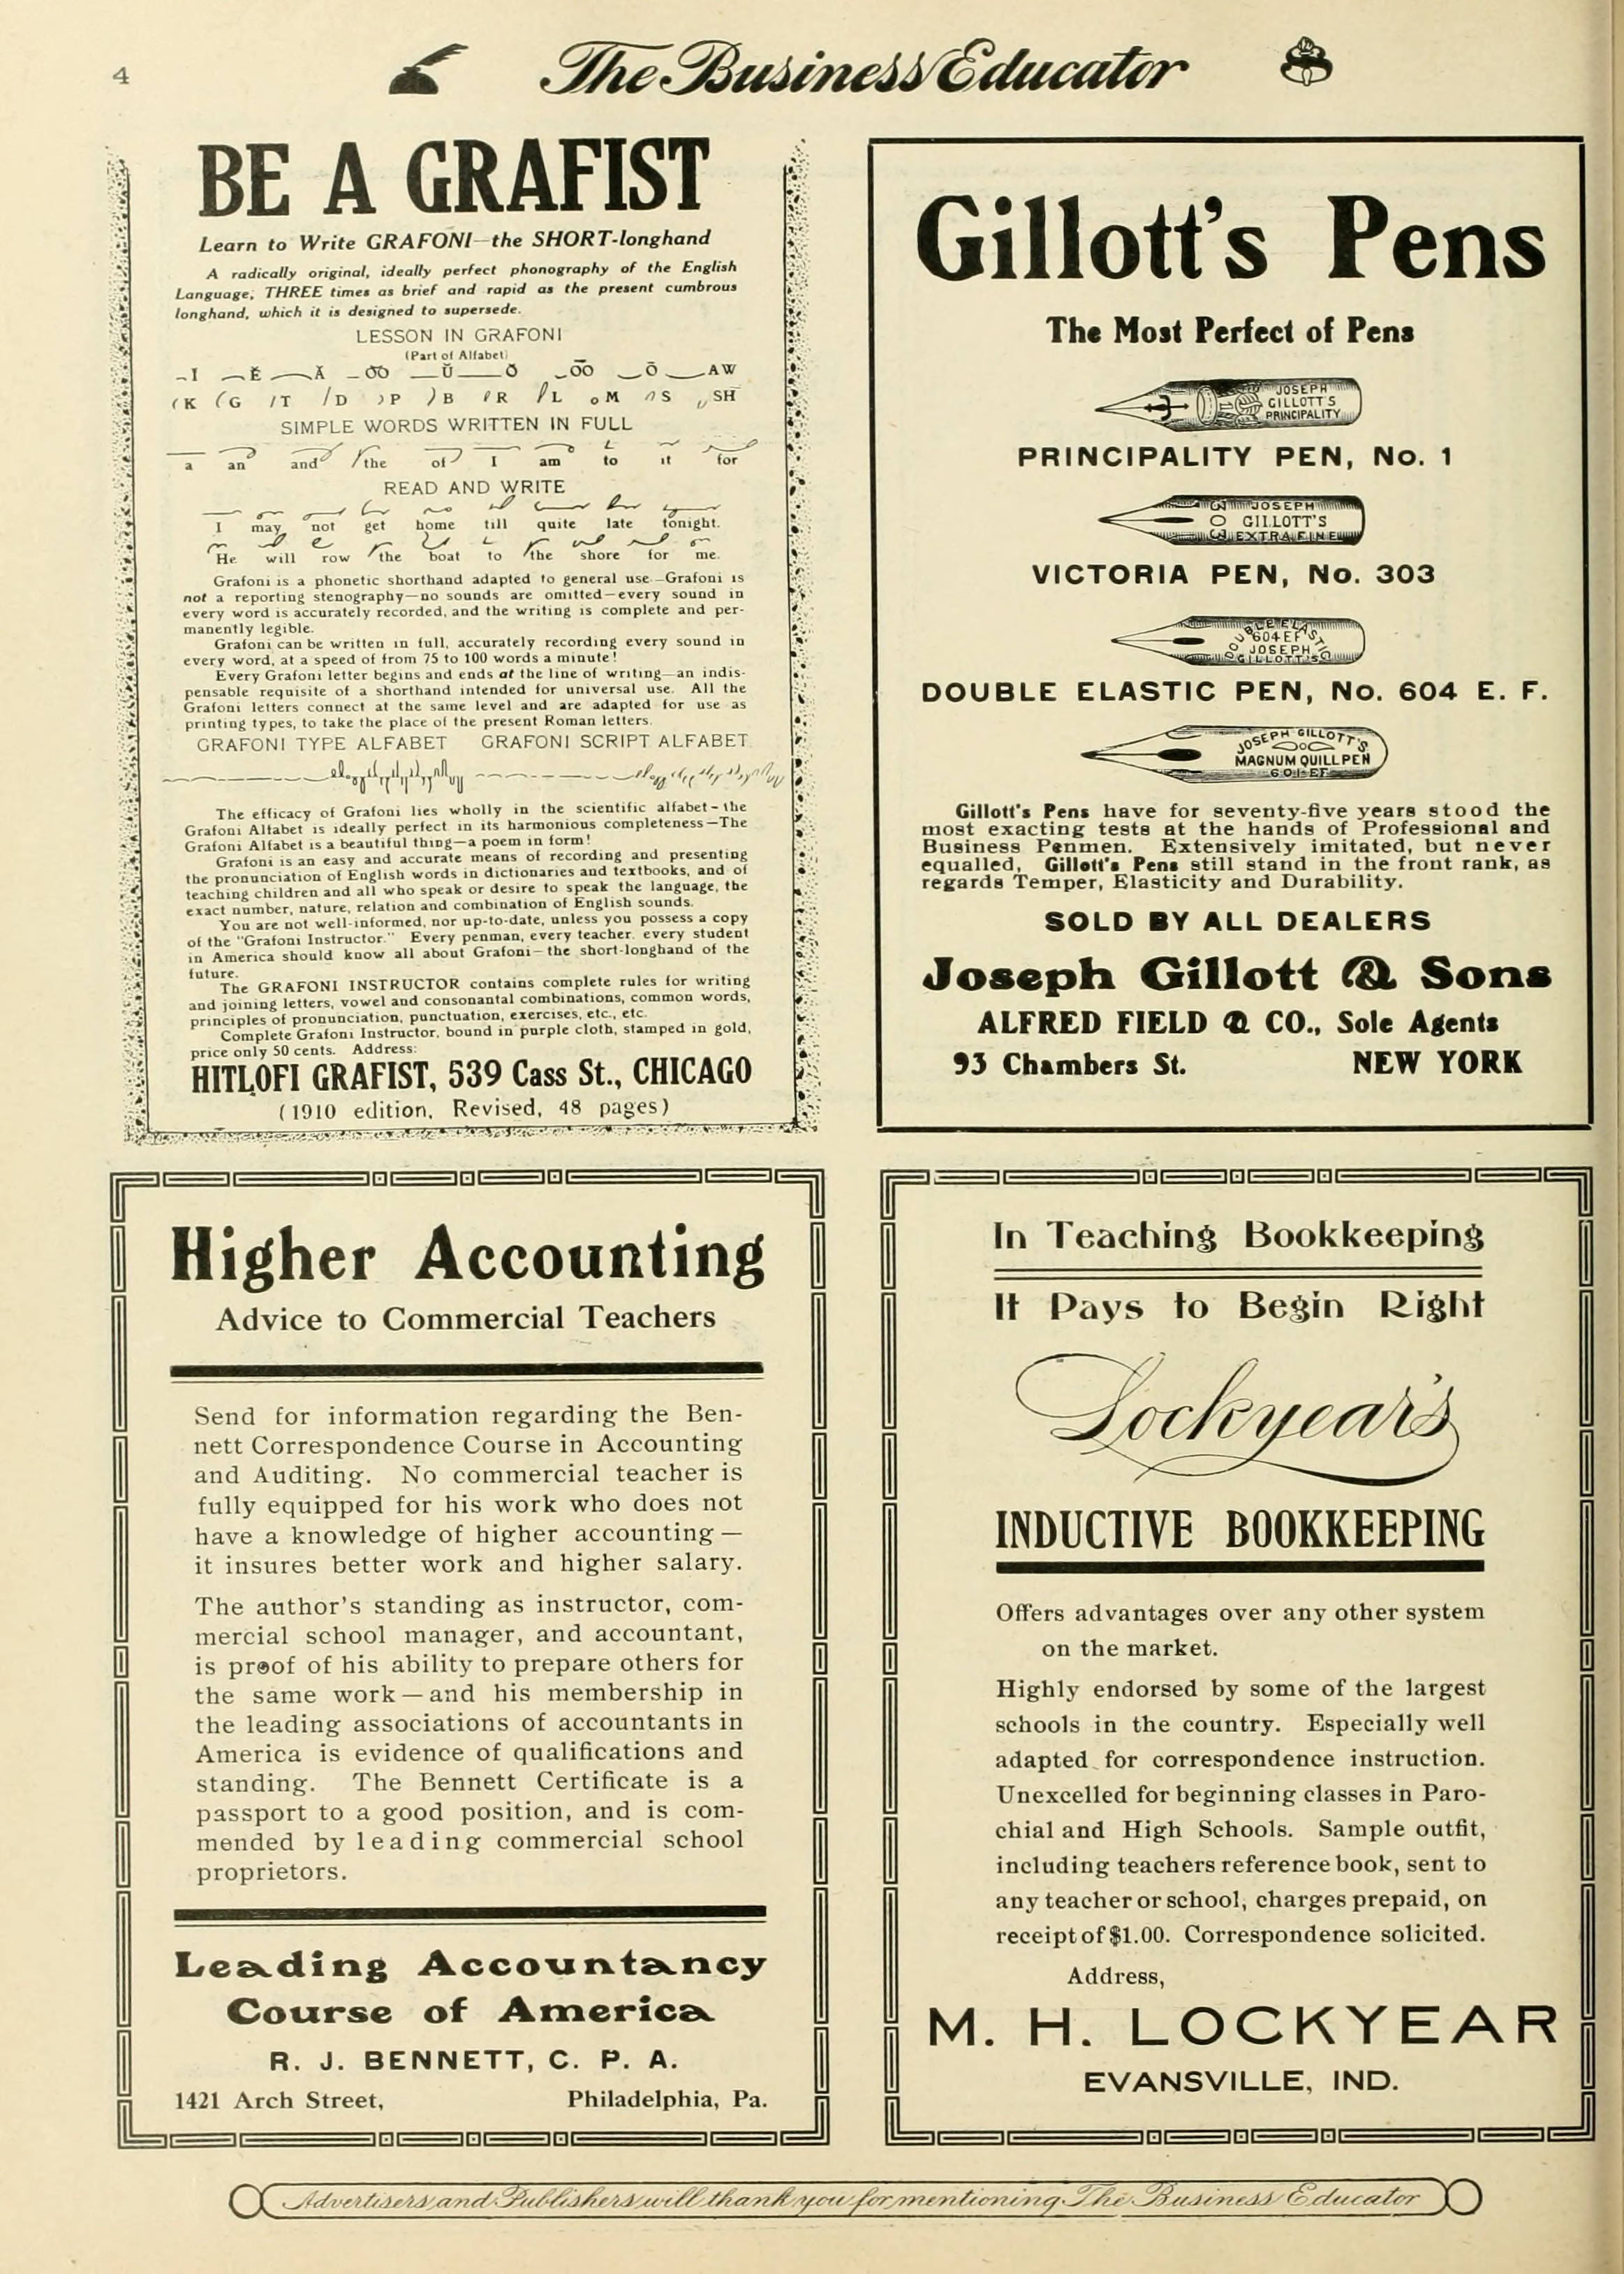 4
The Business Educator
BE A GRAFIST
Learn to Write GRAFONI—the SHORT-longhand
A radically original, ideally perfect phonography of the English
Language; THREE times as brief and rapid as the present cumbrous
longhand, which it is designed to supersede.
LESSON IN GRAFONI
(Part of Alfabet)
Ĭ Ĕ Ă ŎŎ Ŭ Ŏ ŌŌ Ō AW
K G T D P B R L M S SH
SIMPLE WORDS WRITTEN IN FULL
a an and the of I am to it for
READ AND WRITE
I may not get home till quite late tonight.
He will row the boat to the shore for me.
Grafoni is a phonetic shorthand adapted to general use—Grafoni is
not a reporting stenography—no sounds are omitted—every sound in
every word is accurately recorded, and the writing is complete and per-
manently legible.
Grafoni can be written in full, accurately recording every sound in
every word, at a speed of from 75 to 100 words a minute!
Every Grafoni letter begins and ends at the line of writing—an indis-
pensable requisite of a shorthand intended for universal use. All the
Grafoni letters connect at the same level and are adapted for use as
printing types, to take the place of the present Roman letters.
GRAFONI TYPE ALFABET GRAFONI SCRIPT ALFABET
The efficacy of Grafoni lies wholly in the scientific alfabet—the
Grafoni Alfabet is ideally perfect in its harmonious completeness—The
Grafoni Alfabet is a beautiful thing—a poem in form!
Grafoni is an easy and accurate means of recording and presenting
the pronunciation of English words in dictionaries and textbooks, and of
teaching children and all who speak or desire to speak the language, the
exact number, nature, relation and combination of English sounds.
You are not well-informed, nor up-to-date, unless you possess a copy
of the "Grafoni Instructor." Every penman, every teacher, every student
in America should know all about Grafoni—the short-longhand of the
future.
The GRAFONI INSTRUCTOR contains complete rules for writing
and joining letters, vowel and consonantal combinations, common words,
principles of pronunciation, punctuation, exercises, etc., etc.
Complete Grafoni Instructor, bound in purple cloth, stamped in gold,
price only 50 cents. Address:
HITLOFI GRAFIST, 539 Cass St., CHICAGO
(1910 edition, Revised, 48 pages)
Gillott's Pens
The Most Perfect of Pens
JOSEPH
GILLOTT'S
PRINCIPALITY
PRINCIPALITY PEN, No. 1
303
JOSEPH
GILLOTT'S
EXTRA FINE
VICTORIA PEN, No. 303
DOUBLE ELASTIC
604 EF
JOSEPH
GILLOTT'S
DOUBLE ELASTIC PEN, No. 604 E. F.
JOSEPH GILLOTT'S
MAGNUM QUILL PEN
601 EF
Gillott's Pens have for seventy-five years stood the
most exacting tests at the hands of Professional and
Business Penmen. Extensively imitated, but never
equalled, Gillott's Pens still stand in the front rank, as
regards Temper, Elasticity and Durability.
SOLD BY ALL DEALERS
Joseph Gillott & Sons
ALFRED FIELD & CO., Sole Agents
93 Chambers St. NEW YORK
Higher Accounting
Advice to Commercial Teachers
Send for information regarding the Ben-
nett Correspondence Course in Accounting
and Auditing. No commercial teacher is
fully equipped for his work who does not
have a knowledge of higher accounting—
it insures better work and higher salary.
The author's standing as instructor, com-
mercial school manager, and accountant,
is proof of his ability to prepare others for
the same work—and his membership in
the leading associations of accountants in
America is evidence of qualifications and
standing. The Bennett Certificate is a
passport to a good position, and is com-
mended by leading commercial school
proprietors.
Leading Accountancy
Course of America
R. J. BENNETT, C. P. A.
1421 Arch Street, Philadelphia, Pa.
In Teaching Bookkeeping
It Pays to Begin Right
Lockyear's
INDUCTIVE BOOKKEEPING
Offers advantages over any other system
on the market.
Highly endorsed by some of the largest
schools in the country. Especially well
adapted for correspondence instruction.
Unexcelled for beginning classes in Paro-
chial and High Schools. Sample outfit,
including teachers reference book, sent to
any teacher or school, charges prepaid, on
receipt of $1.00. Correspondence solicited.
Address,
M. H. LOCKYEAR
EVANSVILLE, IND.
Advertisers and Publishers will thank you for mentioning The Business Educator